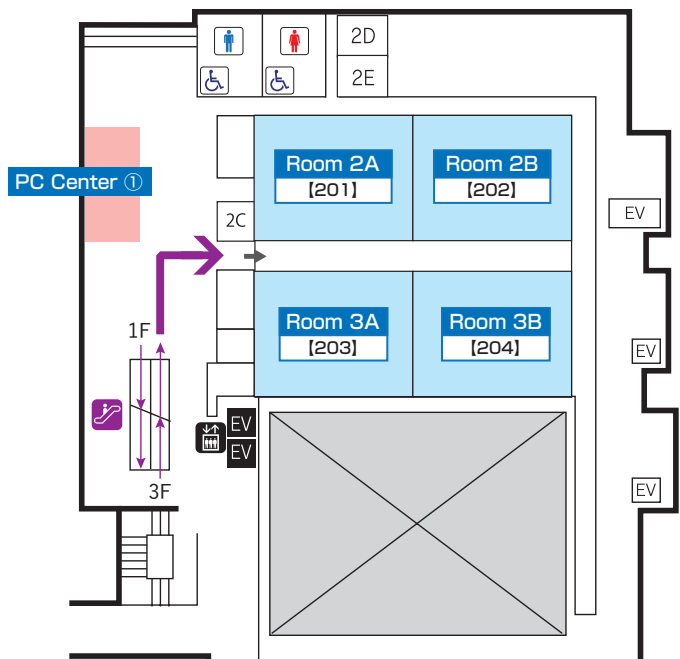 2D
2E
Room 2A
【201】
Room 2B
【202】
PC Center ①
2C
EV
Room 3A
【203】
Room 3B
【204】
1F
EV
EV
EV
3F
EV